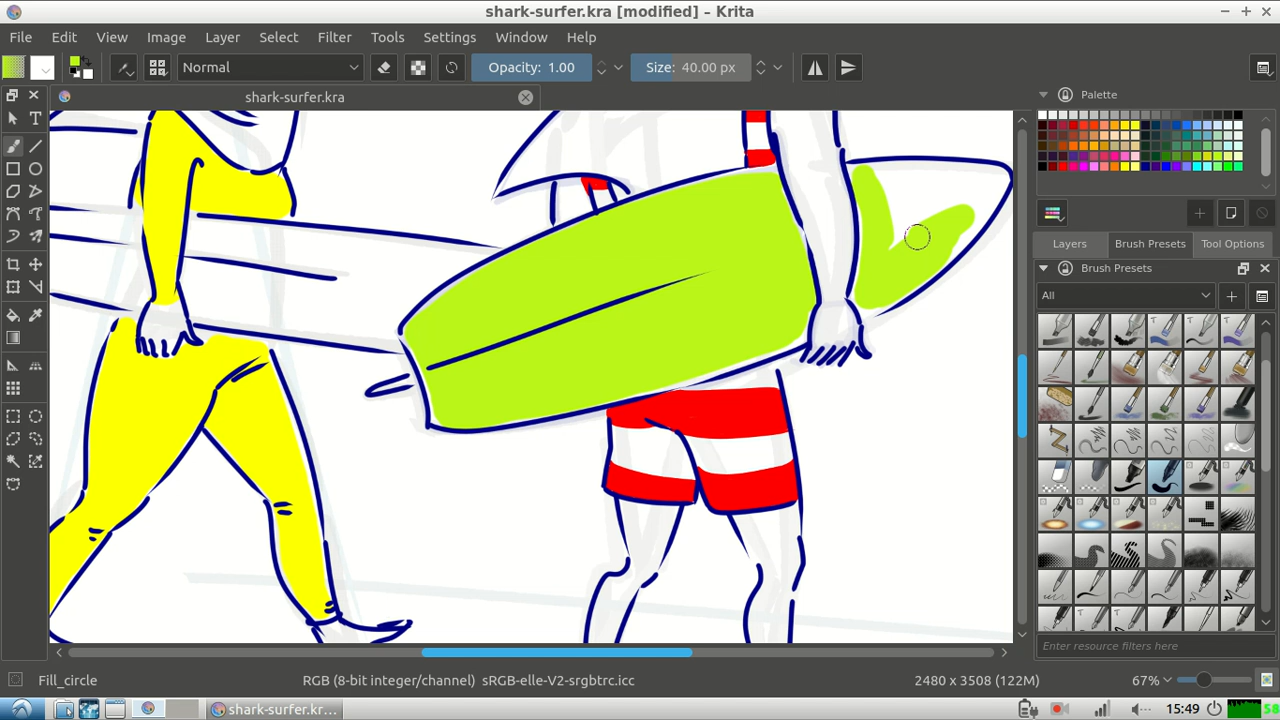 shark-surfer.kra [modified] – Krita
File Edit View Image Layer Select Filter Tools Settings Window Help
Normal Opacity: 1.00 Size: 40.00 px
shark-surfer.kra
Palette
Layers Brush Presets Tool Options
Brush Presets
All
Enter resource filters here
Fill_circle RGB (8-bit integer/channel) sRGB-elle-V2-srgbtrc.icc 2480 x 3508 (122M) 67%
shark-surfer.kr... 15:49 58